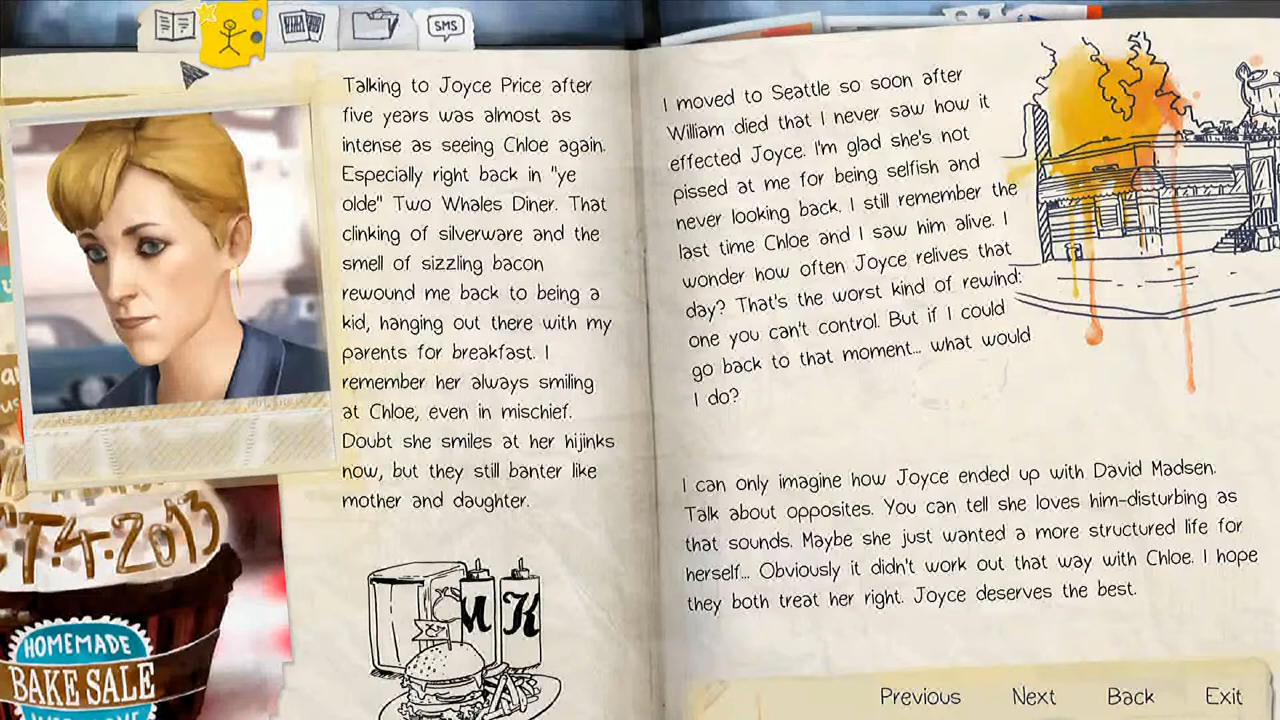 SMS
Talking to Joyce Price after
five years was almost as
intense as seeing Chloe again.
Especially right back in "ye
olde" Two Whales Diner. That
clinking of silverware and the
smell of sizzling bacon
rewound me back to being a
kid, hanging out there with my
parents for breakfast. I
remember her always smiling
at Chloe, even in mischief.
Doubt she smiles at her hijinks
now, but they still banter like
mother and daughter.
M K
CT.4.2013
HOMEMADE
BAKE SALE
I moved to Seattle so soon after
William died that I never saw how it
effected Joyce. I'm glad she's not
pissed at me for being selfish and
never looking back. I still remember the
last time Chloe and I saw him alive. I
wonder how often Joyce relives that
day? That's the worst kind of rewind:
one you can't control. But if I could
go back to that moment... what would
I do?
I can only imagine how Joyce ended up with David Madsen.
Talk about opposites. You can tell she loves him-disturbing as
that sounds. Maybe she just wanted a more structured life for
herself... Obviously it didn't work out that way with Chloe. I hope
they both treat her right. Joyce deserves the best.
Previous Next Back Exit